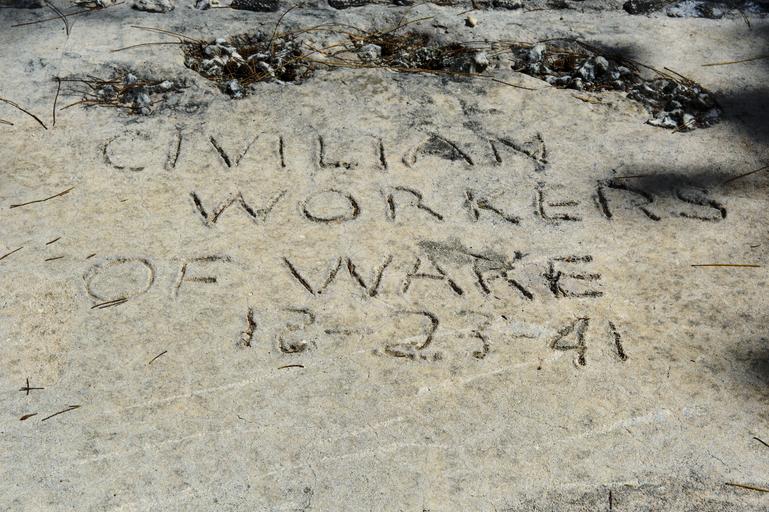 CIVILIAN
WORKERS
OF WAKE
12-23-41